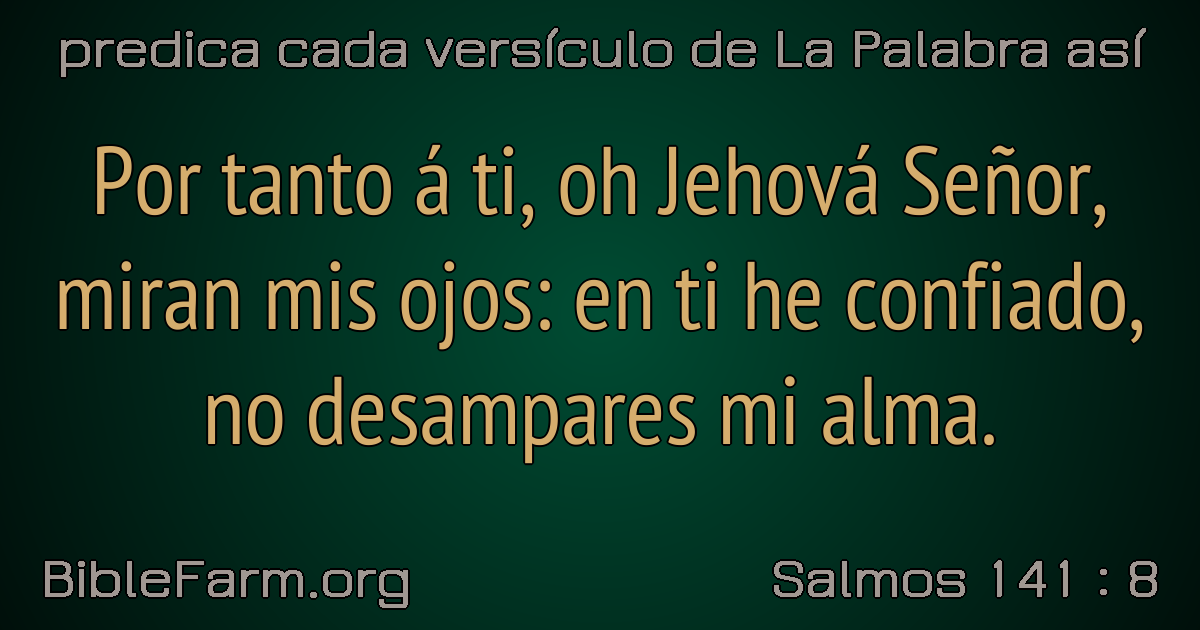 predica cada versículo de La Palabra así
Por tanto á ti, oh Jehová Señor,
miran mis ojos: en ti he confiado,
no desampares mi alma.
BibleFarm.org
Salmos 141 : 8